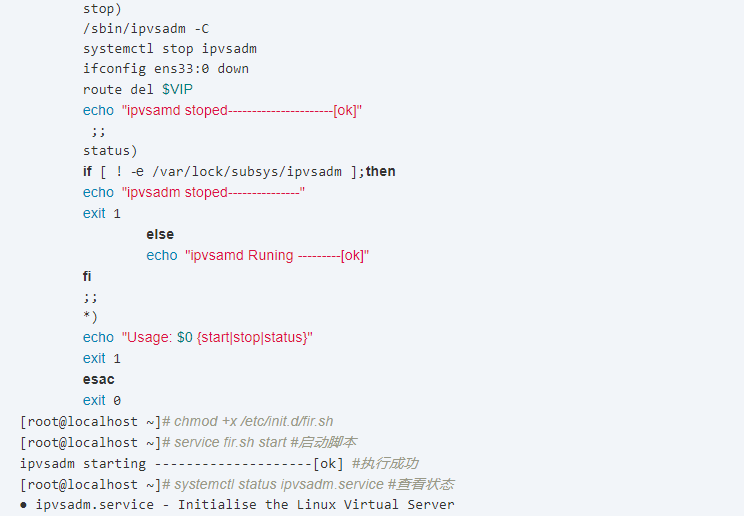 stop)
/sbin/ipvsadm -C
systemctl stop ipvsadm
ifconfig ens33:0 down
route del $VIP
echo "ipvsamd stoped----------------------[ok]"
;;
status)
if [ ! -e /var/lock/subsys/ipvsadm ];then
echo "ipvsadm stoped---------------"
exit 1
else
echo "ipvsamd Runing ---------[ok]"
fi
;;
*)
echo "Usage: $0 {start|stop|status}"
exit 1
esac
exit 0
[root@localhost ~]# chmod +x /etc/init.d/fir.sh
[root@localhost ~]# service fir.sh start #启动脚本
ipvsadm starting --------------------[ok] #执行成功
[root@localhost ~]# systemctl status ipvsadm.service #查看状态
● ipvsadm.service - Initialise the Linux Virtual Server